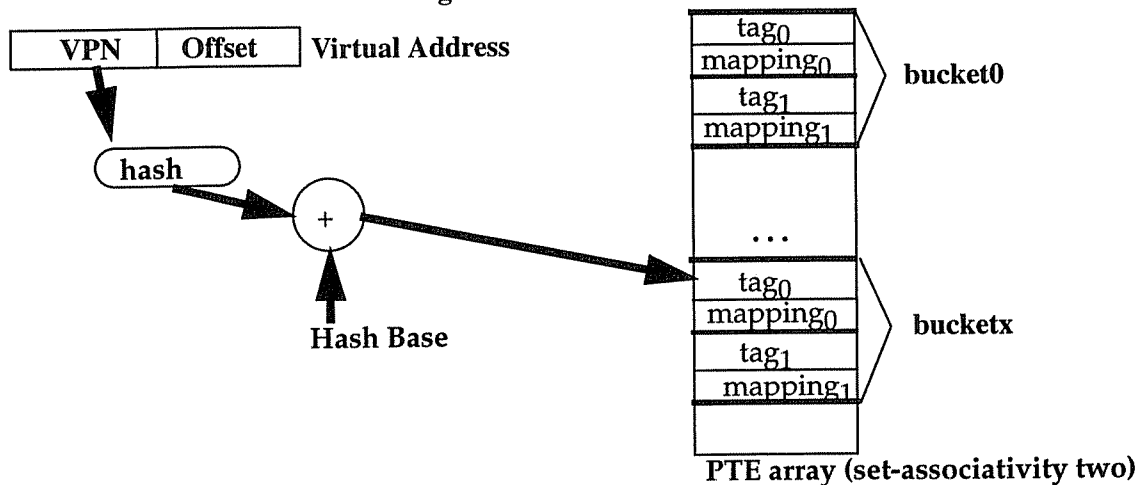 VPN Offset Virtual Address
hash
+
Hash Base
tag0
mapping0
tag1
mapping1
bucket0
...
tag0
mapping0
tag1
mapping1
bucketx
PTE array (set-associativity two)